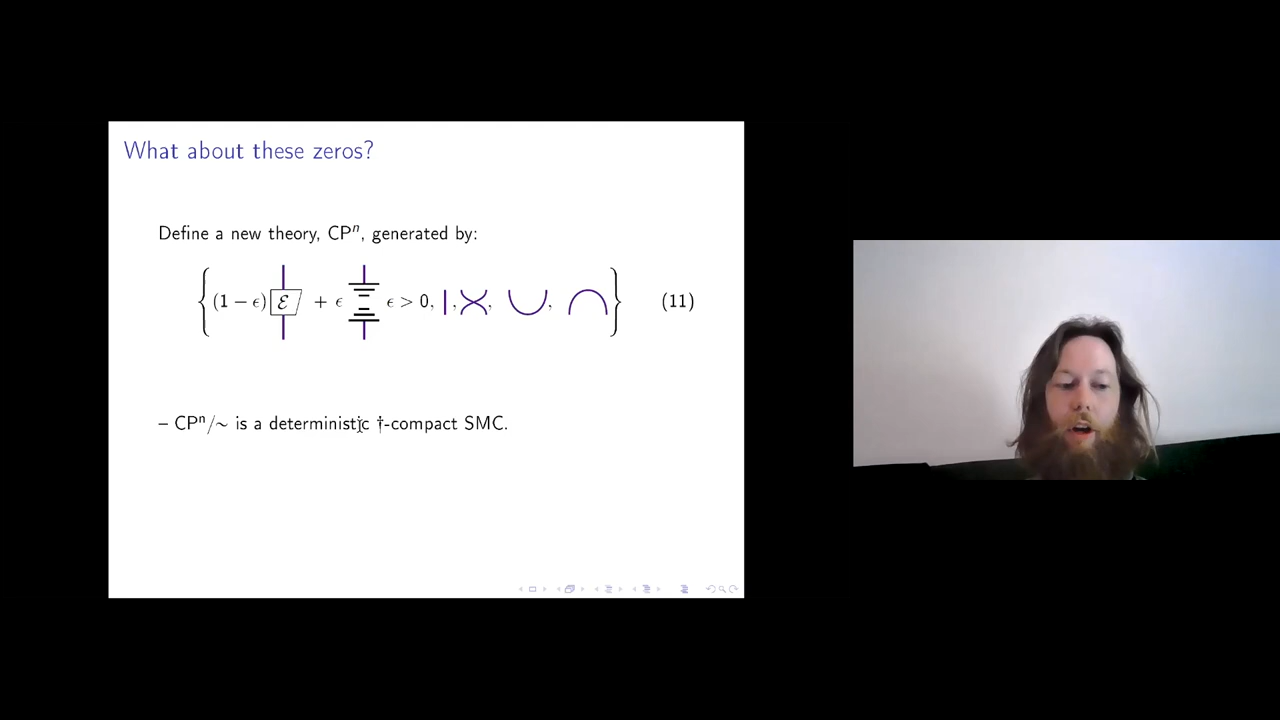 What about these zeros?
Define a new theory, CPⁿ, generated by:
{(1 − ϵ) ℰ + ϵ ϵ > 0, | , , , } (11)
– CPⁿ/∼ is a deterministic †-compact SMC.